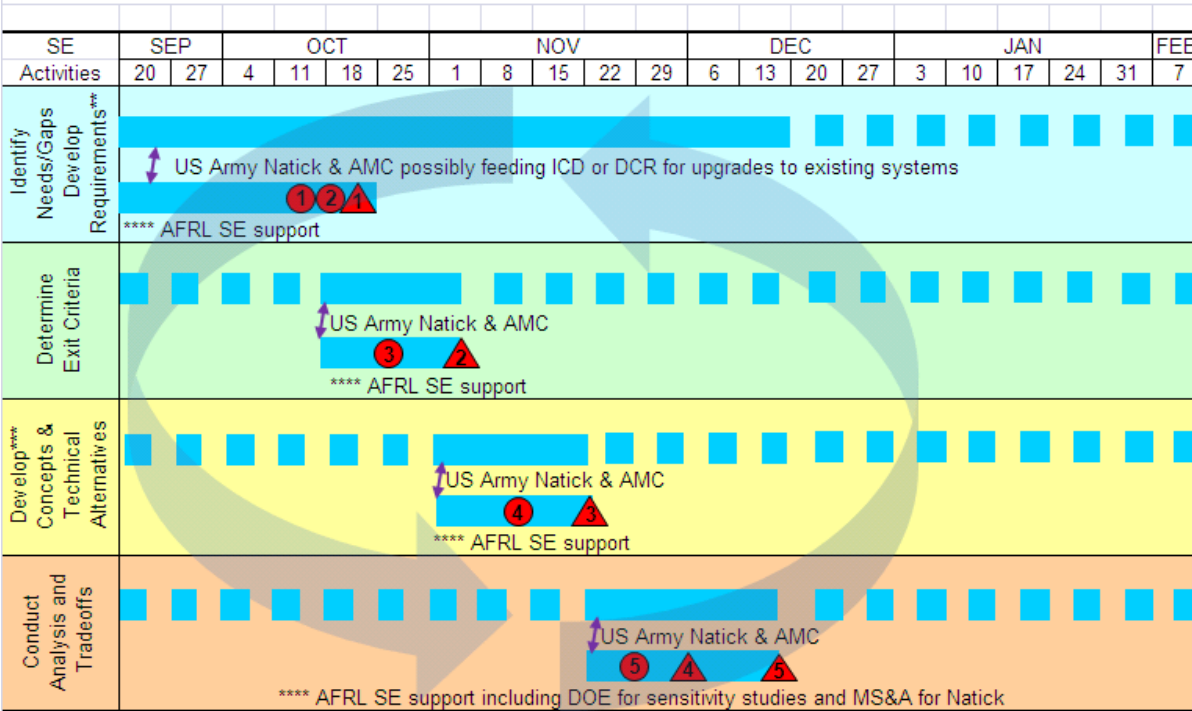 SE SEP OCT NOV DEC JAN FEB
Activities 20 27 4 11 18 25 1 8 15 22 29 6 13 20 27 3 10 17 24 31 7
Identify
Needs/Gaps
Develop
Requirements**
US Army Natick & AMC possibly feeding ICD or DCR for upgrades to existing systems
1 2 1
**** AFRL SE support
Determine
Exit Criteria
US Army Natick & AMC
3 2
**** AFRL SE support
Develop***
Concepts &
Technical
Alternatives
US Army Natick & AMC
4 3
**** AFRL SE support
Conduct
Analysis and
Tradeoffs
US Army Natick & AMC
5 4 5
**** AFRL SE support including DOE for sensitivity studies and MS&A for Natick